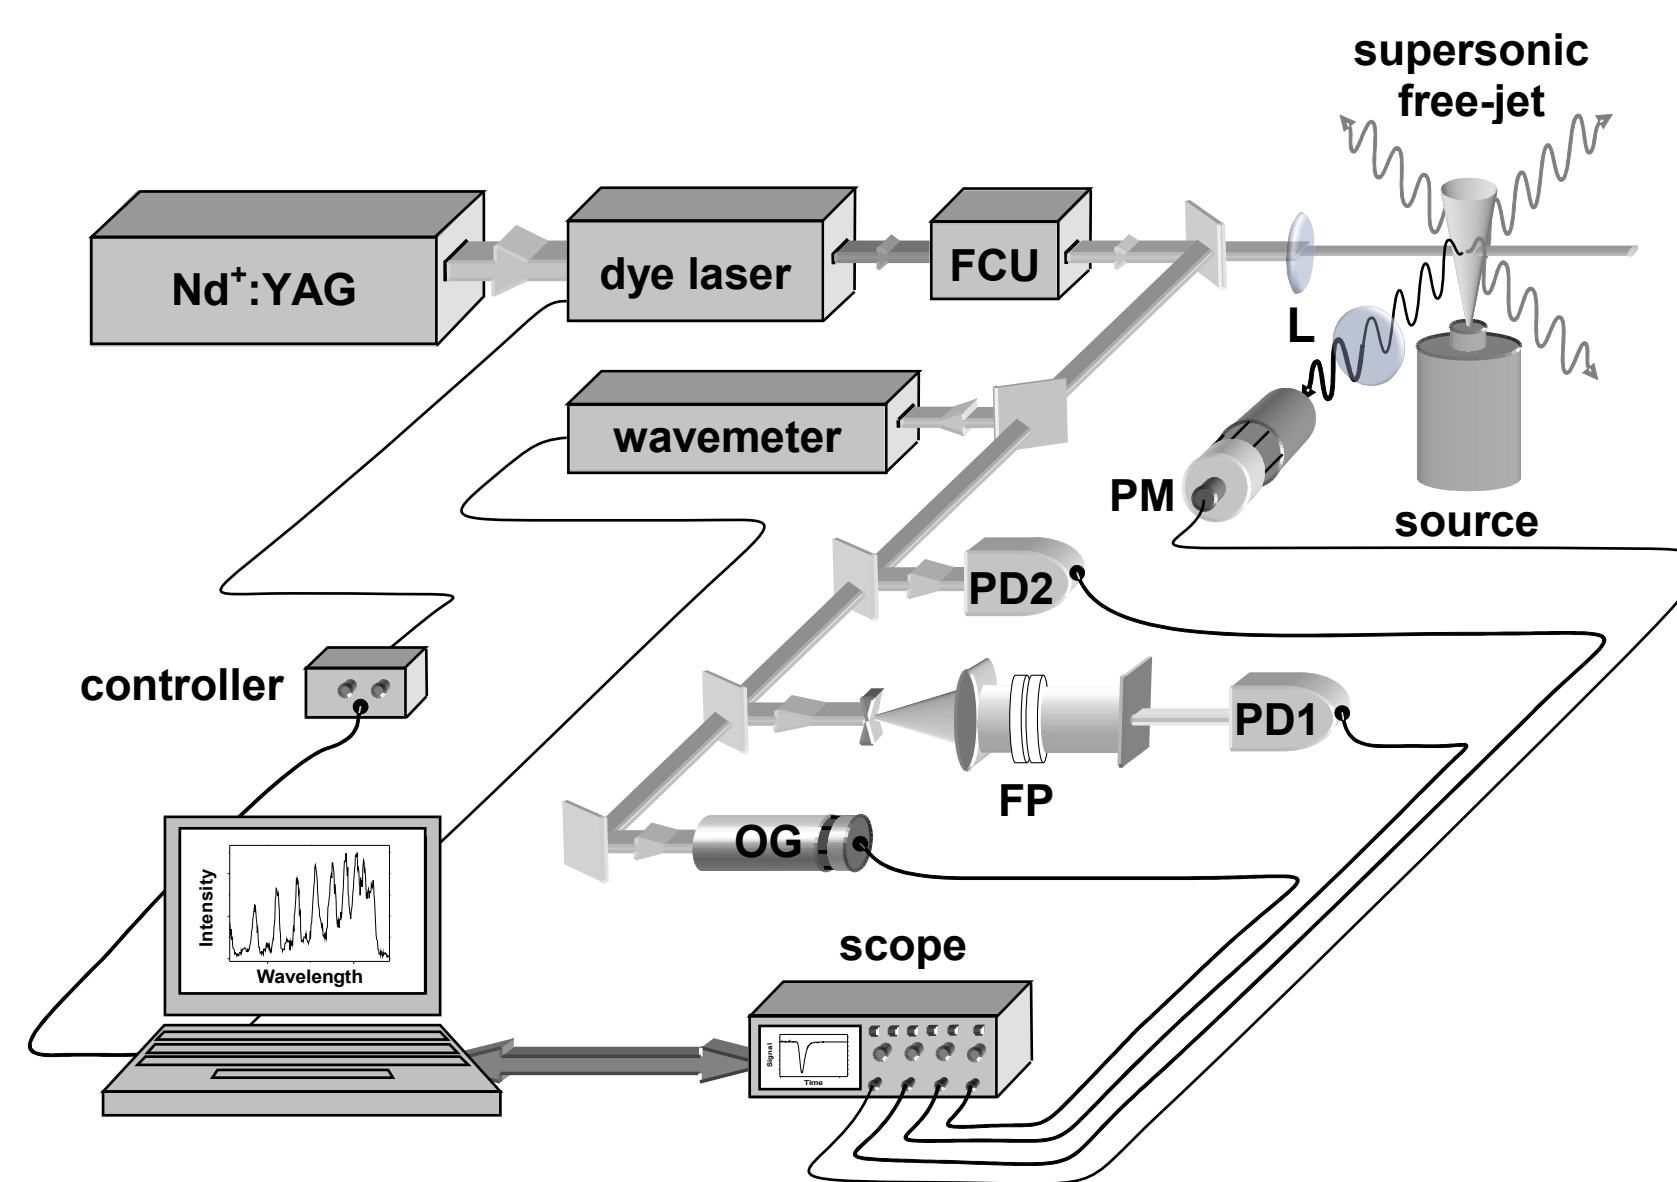 supersonic
free-jet
Nd⁺:YAG
dye laser
FCU
L
wavemeter
PM
source
PD2
controller
PD1
FP
OG
Intensity
Wavelength
scope
Signal
Time